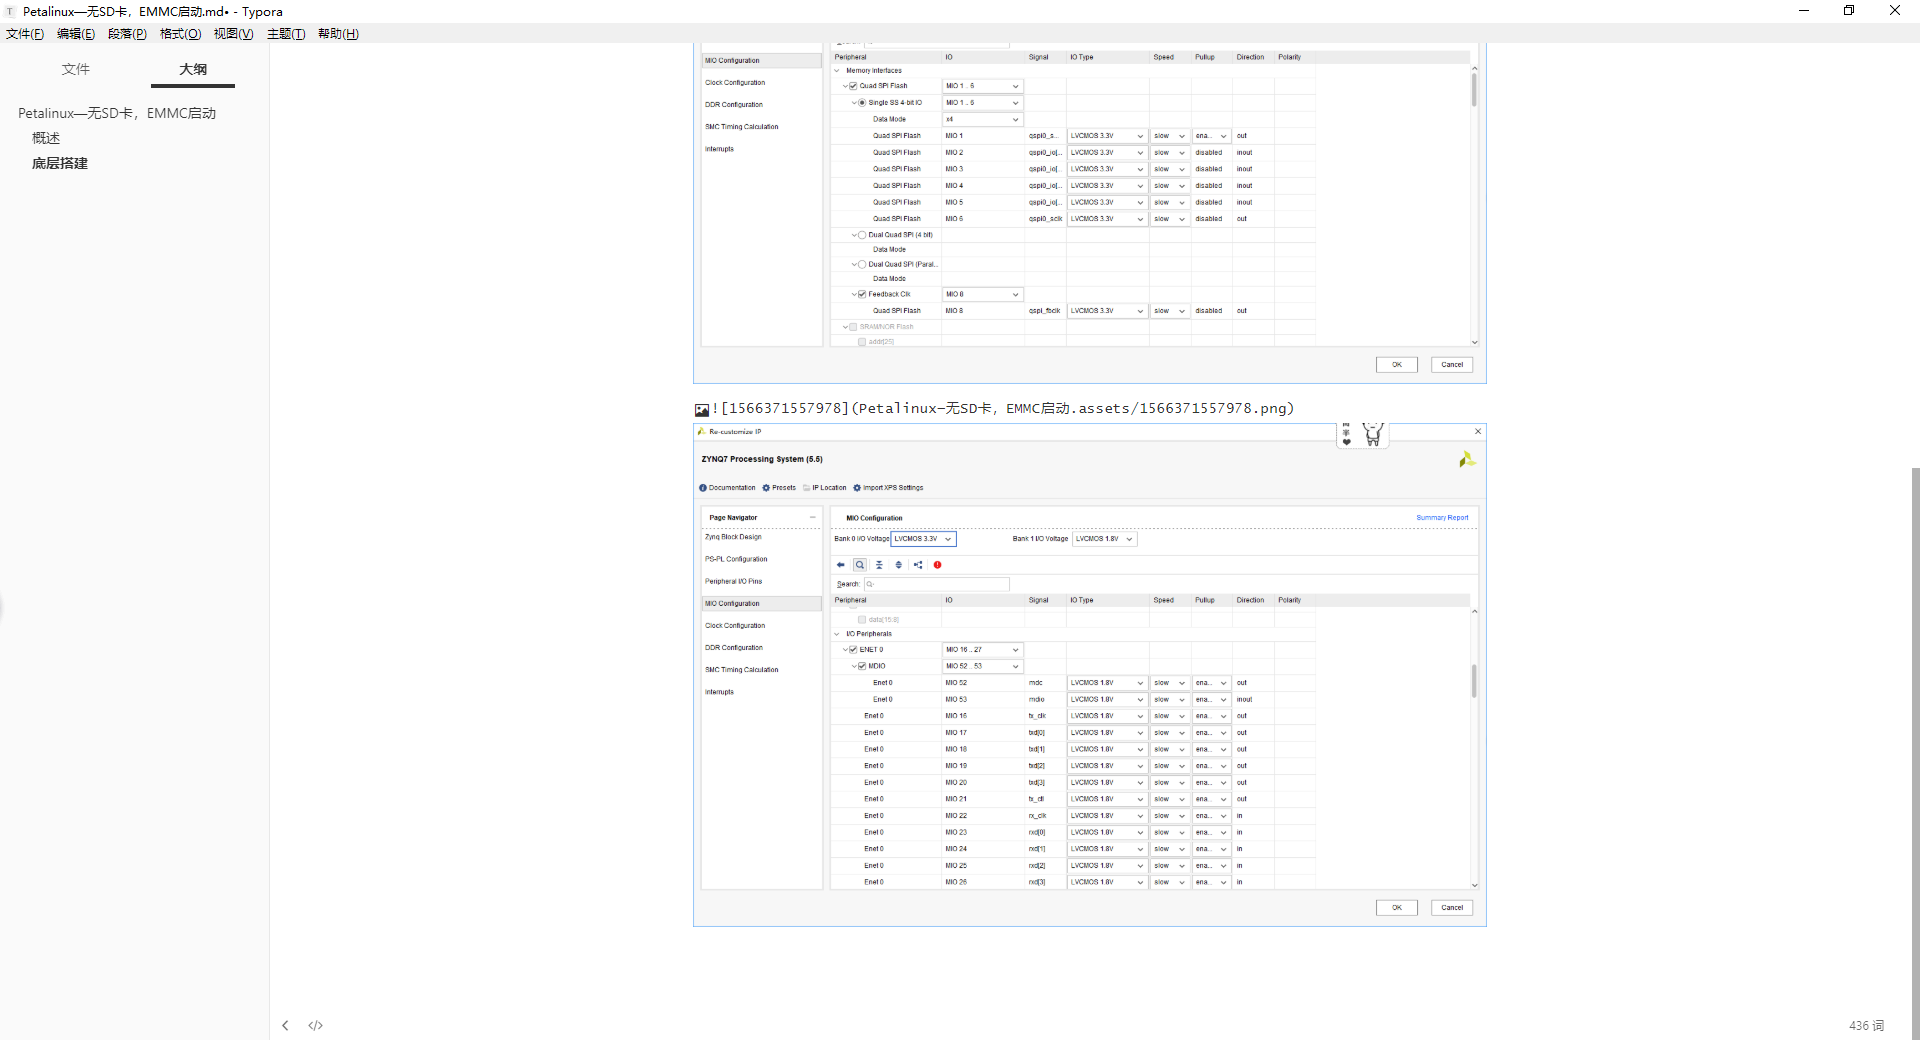 Petalinux—无SD卡，EMMC启动.md• - Typora
文件(F) 编辑(E) 段落(P) 格式(O) 视图(V) 主题(T) 帮助(H)
文件 大纲
Petalinux—无SD卡，EMMC启动
概述
底层搭建
MIO Configuration
Clock Configuration
DDR Configuration
SMC Timing Calculation
Interrupts
Peripheral IO Signal IO Type Speed Pullup Direction Polarity
Memory Interfaces
Quad SPI Flash MIO 1 .. 6
Single SS 4-bit IO MIO 1 .. 6
Data Mode x4
Quad SPI Flash MIO 1 qspi0_s... LVCMOS 3.3V slow ena... out
Quad SPI Flash MIO 2 qspi0_io[... LVCMOS 3.3V slow disabled inout
Quad SPI Flash MIO 3 qspi0_io[... LVCMOS 3.3V slow disabled inout
Quad SPI Flash MIO 4 qspi0_io[... LVCMOS 3.3V slow disabled inout
Quad SPI Flash MIO 5 qspi0_io[... LVCMOS 3.3V slow disabled inout
Quad SPI Flash MIO 6 qspi0_sclk LVCMOS 3.3V slow disabled out
Dual Quad SPI (4 bit)
Data Mode
Dual Quad SPI (Paral...
Data Mode
Feedback Clk MIO 8
Quad SPI Flash MIO 8 qspi_fbclk LVCMOS 3.3V slow disabled out
SRAM/NOR Flash
addr[25]
OK Cancel
![1566371557978](Petalinux—无SD卡，EMMC启动.assets/1566371557978.png)
Re-customize IP
ZYNQ7 Processing System (5.5)
Documentation Presets IP Location Import XPS Settings
Page Navigator
Zynq Block Design
PS-PL Configuration
Peripheral I/O Pins
MIO Configuration
Clock Configuration
DDR Configuration
SMC Timing Calculation
Interrupts
MIO Configuration Summary Report
Bank 0 I/O Voltage LVCMOS 3.3V Bank 1 I/O Voltage LVCMOS 1.8V
Search:
Peripheral IO Signal IO Type Speed Pullup Direction Polarity
data[15:8]
I/O Peripherals
ENET 0 MIO 16 .. 27
MDIO MIO 52 .. 53
Enet 0 MIO 52 mdc LVCMOS 1.8V slow ena... out
Enet 0 MIO 53 mdio LVCMOS 1.8V slow ena... inout
Enet 0 MIO 16 tx_clk LVCMOS 1.8V slow ena... out
Enet 0 MIO 17 txd[0] LVCMOS 1.8V slow ena... out
Enet 0 MIO 18 txd[1] LVCMOS 1.8V slow ena... out
Enet 0 MIO 19 txd[2] LVCMOS 1.8V slow ena... out
Enet 0 MIO 20 txd[3] LVCMOS 1.8V slow ena... out
Enet 0 MIO 21 tx_ctl LVCMOS 1.8V slow ena... out
Enet 0 MIO 22 rx_clk LVCMOS 1.8V slow ena... in
Enet 0 MIO 23 rxd[0] LVCMOS 1.8V slow ena... in
Enet 0 MIO 24 rxd[1] LVCMOS 1.8V slow ena... in
Enet 0 MIO 25 rxd[2] LVCMOS 1.8V slow ena... in
Enet 0 MIO 26 rxd[3] LVCMOS 1.8V slow ena... in
OK Cancel
436 词